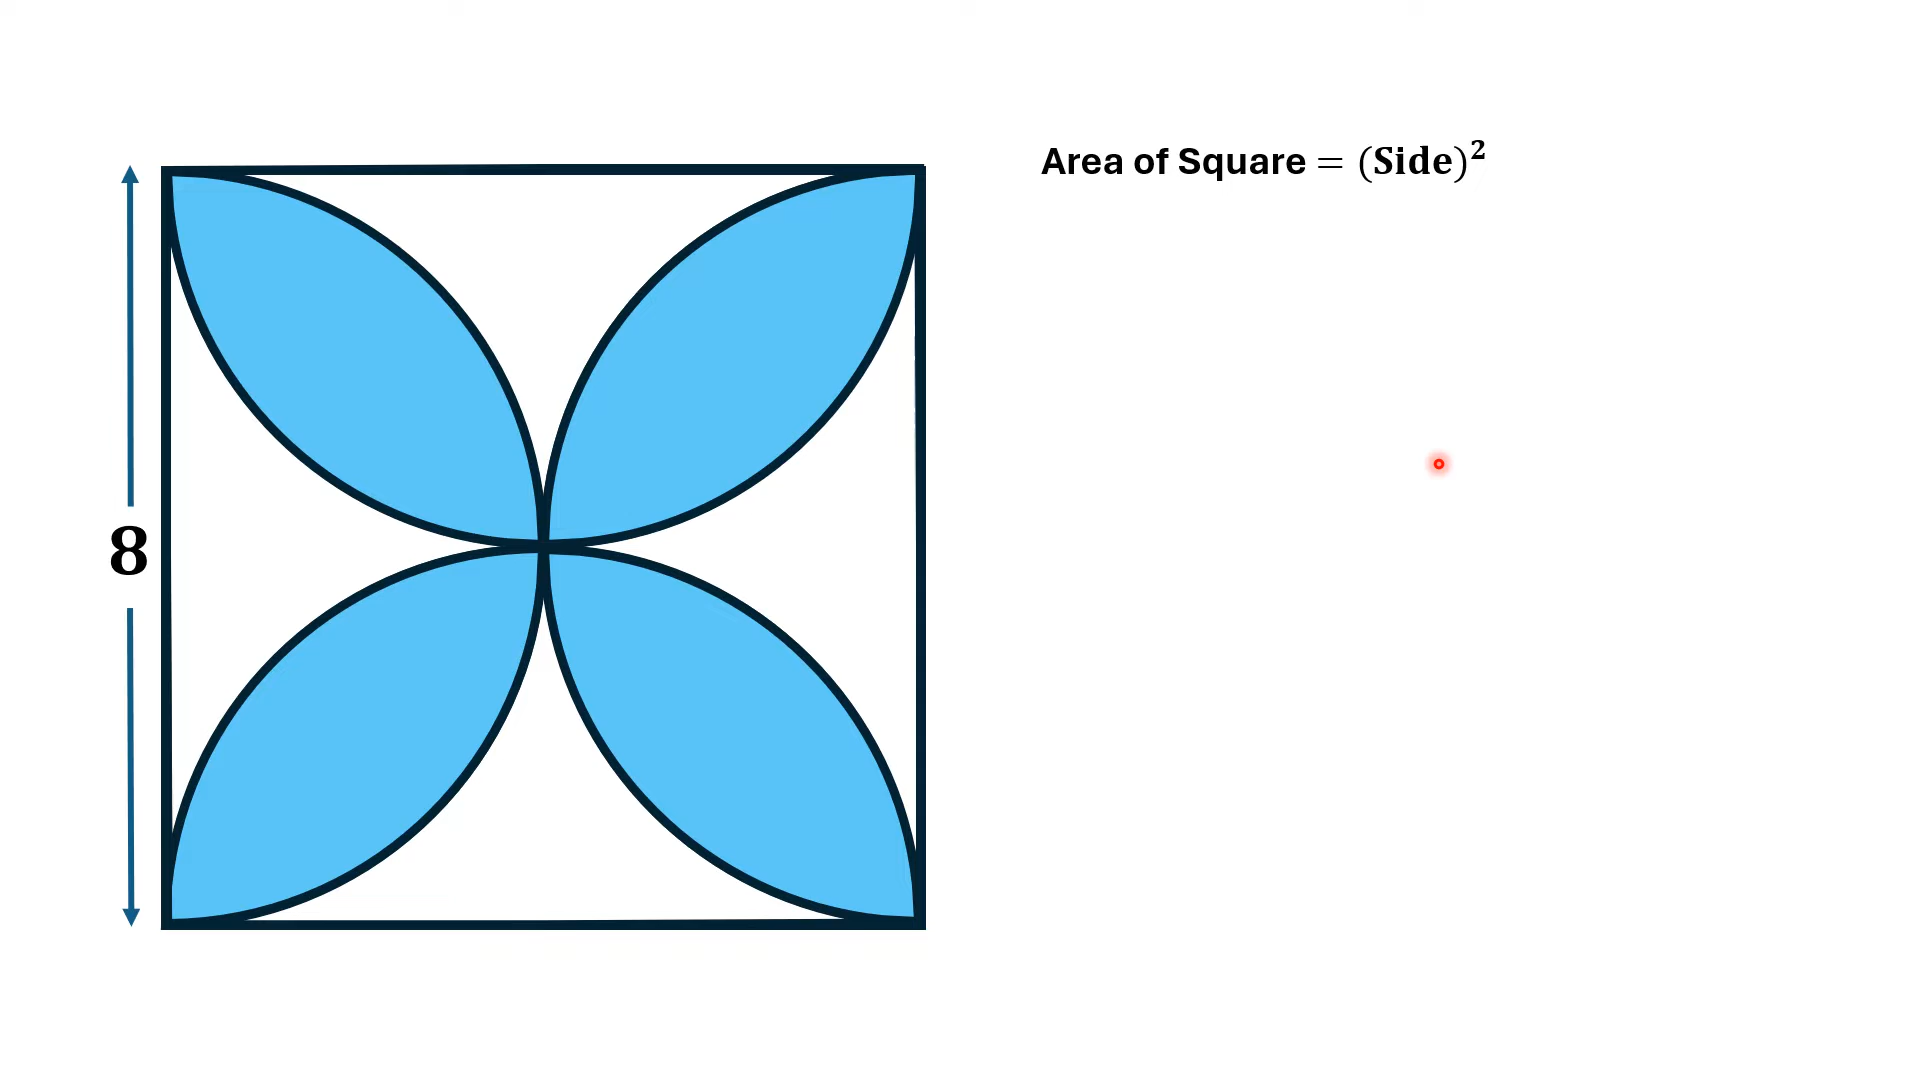 Area of Square = (Side)²
8